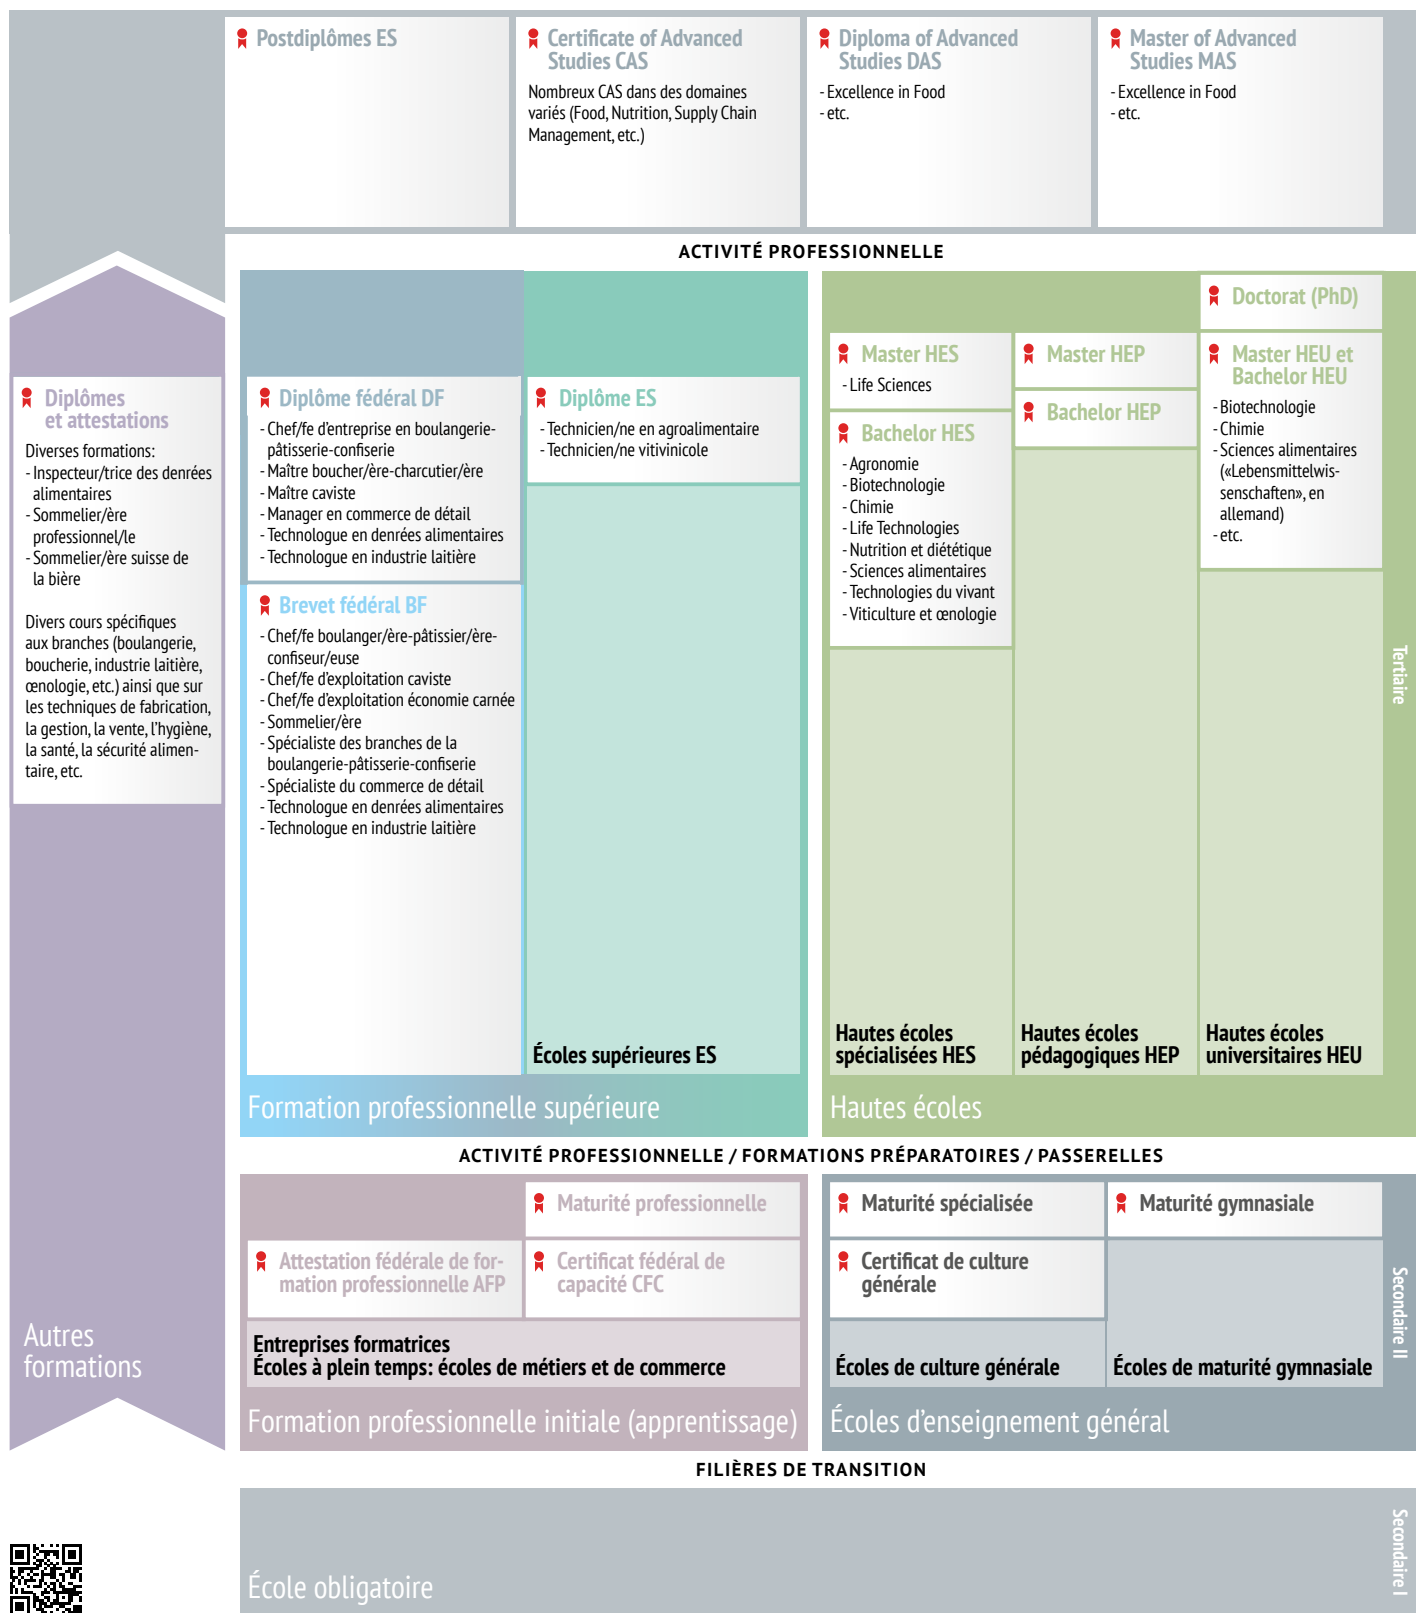 Postdiplômes ES
Certificate of Advanced
Studies CAS
Nombreux CAS dans des domaines
variés (Food, Nutrition, Supply Chain
Management, etc.)
Diploma of Advanced
Studies DAS
- Excellence in Food
- etc.
Master of Advanced
Studies MAS
- Excellence in Food
- etc.
ACTIVITÉ PROFESSIONNELLE
Diplômes
et attestations
Diverses formations:
- Inspecteur/trice des denrées
alimentaires
- Sommelier/ère
professionnel/le
- Sommelier/ère suisse de
la bière
Divers cours spécifiques
aux branches (boulangerie,
boucherie, industrie laitière,
œnologie, etc.) ainsi que sur
les techniques de fabrication,
la gestion, la vente, l'hygiène,
la santé, la sécurité alimen-
taire, etc.
Autres
formations
Diplôme fédéral DF
- Chef/fe d'entreprise en boulangerie-
pâtisserie-confiserie
- Maître boucher/ère-charcutier/ère
- Maître caviste
- Manager en commerce de détail
- Technologue en denrées alimentaires
- Technologue en industrie laitière
Brevet fédéral BF
- Chef/fe boulanger/ère-pâtissier/ère-
confiseur/euse
- Chef/fe d'exploitation caviste
- Chef/fe d'exploitation économie carnée
- Sommelier/ère
- Spécialiste des branches de la
boulangerie-pâtisserie-confiserie
- Spécialiste du commerce de détail
- Technologue en denrées alimentaires
- Technologue en industrie laitière
Diplôme ES
- Technicien/ne en agroalimentaire
- Technicien/ne vitivinicole
Écoles supérieures ES
Formation professionnelle supérieure
Master HES
- Life Sciences
Bachelor HES
- Agronomie
- Biotechnologie
- Chimie
- Life Technologies
- Nutrition et diététique
- Sciences alimentaires
- Technologies du vivant
- Viticulture et œnologie
Hautes écoles
spécialisées HES
Master HEP
Bachelor HEP
Hautes écoles
pédagogiques HEP
Doctorat (PhD)
Master HEU et
Bachelor HEU
- Biotechnologie
- Chimie
- Sciences alimentaires
(«Lebensmittelwis-
senschaften», en
allemand)
- etc.
Hautes écoles
universitaires HEU
Hautes écoles
Tertiaire
ACTIVITÉ PROFESSIONNELLE / FORMATIONS PRÉPARATOIRES / PASSERELLES
Maturité professionnelle
Attestation fédérale de for-
mation professionnelle AFP
Certificat fédéral de
capacité CFC
Entreprises formatrices
Écoles à plein temps: écoles de métiers et de commerce
Formation professionnelle initiale (apprentissage)
Maturité spécialisée
Certificat de culture
générale
Écoles de culture générale
Maturité gymnasiale
Écoles de maturité gymnasiale
Écoles d'enseignement général
Secondaire II
FILIÈRES DE TRANSITION
École obligatoire
Secondaire I